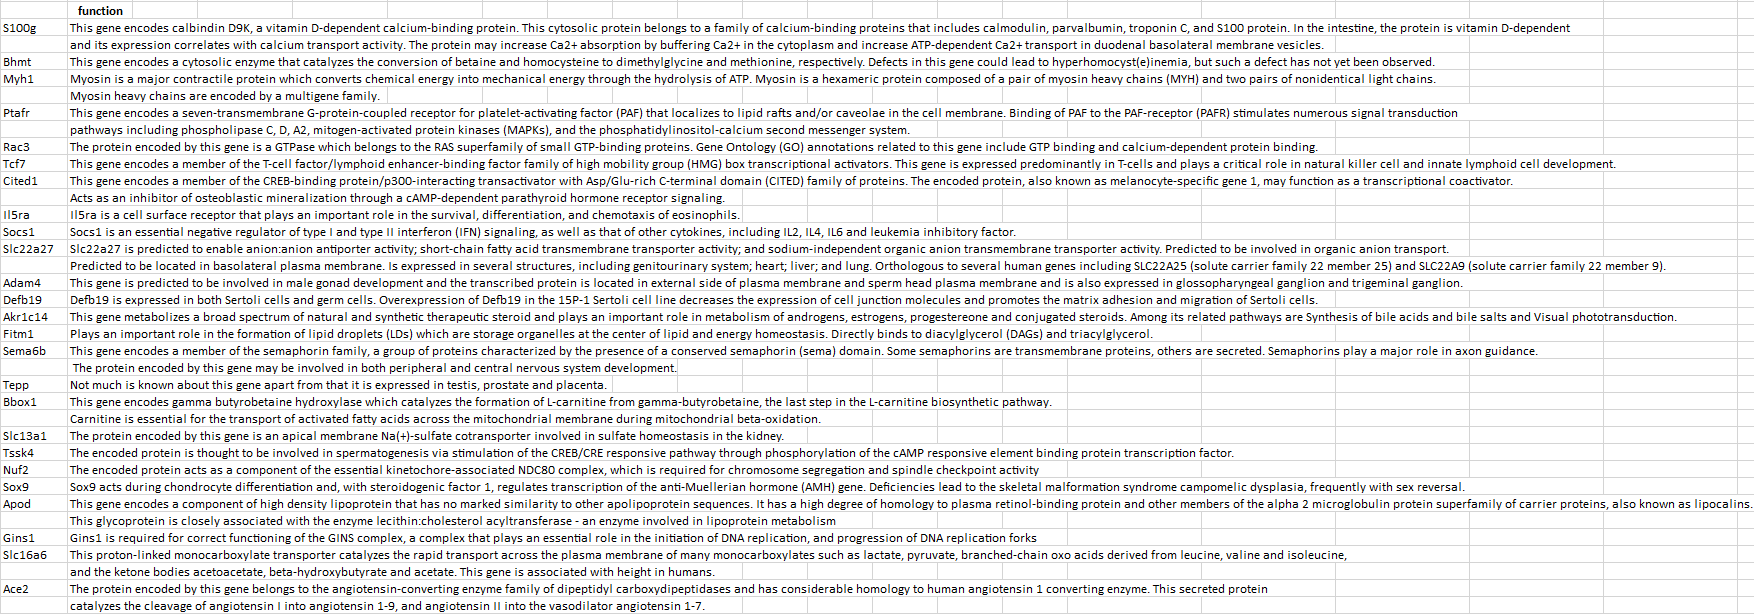 function
S100g This gene encodes calbindin D9K, a vitamin D-dependent calcium-binding protein. This cytosolic protein belongs to a family of calcium-binding proteins that includes calmodulin, parvalbumin, troponin C, and S100 protein. In the intestine, the protein is vitamin D-dependent
and its expression correlates with calcium transport activity. The protein may increase Ca2+ absorption by buffering Ca2+ in the cytoplasm and increase ATP-dependent Ca2+ transport in duodenal basolateral membrane vesicles.
Bhmt This gene encodes a cytosolic enzyme that catalyzes the conversion of betaine and homocysteine to dimethylglycine and methionine, respectively. Defects in this gene could lead to hyperhomocyst(e)inemia, but such a defect has not yet been observed.
Myh1 Myosin is a major contractile protein which converts chemical energy into mechanical energy through the hydrolysis of ATP. Myosin is a hexameric protein composed of a pair of myosin heavy chains (MYH) and two pairs of nonidentical light chains.
Myosin heavy chains are encoded by a multigene family.
Ptafr This gene encodes a seven-transmembrane G-protein-coupled receptor for platelet-activating factor (PAF) that localizes to lipid rafts and/or caveolae in the cell membrane. Binding of PAF to the PAF-receptor (PAFR) stimulates numerous signal transduction
pathways including phospholipase C, D, A2, mitogen-activated protein kinases (MAPKs), and the phosphatidylinositol-calcium second messenger system.
Rac3 The protein encoded by this gene is a GTPase which belongs to the RAS superfamily of small GTP-binding proteins. Gene Ontology (GO) annotations related to this gene include GTP binding and calcium-dependent protein binding.
Tcf7 This gene encodes a member of the T-cell factor/lymphoid enhancer-binding factor family of high mobility group (HMG) box transcriptional activators. This gene is expressed predominantly in T-cells and plays a critical role in natural killer cell and innate lymphoid cell development.
Cited1 This gene encodes a member of the CREB-binding protein/p300-interacting transactivator with Asp/Glu-rich C-terminal domain (CITED) family of proteins. The encoded protein, also known as melanocyte-specific gene 1, may function as a transcriptional coactivator.
Acts as an inhibitor of osteoblastic mineralization through a cAMP-dependent parathyroid hormone receptor signaling.
Il5ra Il5ra is a cell surface receptor that plays an important role in the survival, differentiation, and chemotaxis of eosinophils.
Socs1 Socs1 is an essential negative regulator of type I and type II interferon (IFN) signaling, as well as that of other cytokines, including IL2, IL4, IL6 and leukemia inhibitory factor.
Slc22a27 Slc22a27 is predicted to enable anion:anion antiporter activity; short-chain fatty acid transmembrane transporter activity; and sodium-independent organic anion transmembrane transporter activity. Predicted to be involved in organic anion transport.
Predicted to be located in basolateral plasma membrane. Is expressed in several structures, including genitourinary system; heart; liver; and lung. Orthologous to several human genes including SLC22A25 (solute carrier family 22 member 25) and SLC22A9 (solute carrier family 22 member 9).
Adam4 This gene is predicted to be involved in male gonad development and the transcribed protein is located in external side of plasma membrane and sperm head plasma membrane and is also expressed in glossopharyngeal ganglion and trigeminal ganglion.
Defb19 Defb19 is expressed in both Sertoli cells and germ cells. Overexpression of Defb19 in the 15P-1 Sertoli cell line decreases the expression of cell junction molecules and promotes the matrix adhesion and migration of Sertoli cells.
Akr1c14 This gene metabolizes a broad spectrum of natural and synthetic therapeutic steroid and plays an important role in metabolism of androgens, estrogens, progestereone and conjugated steroids. Among its related pathways are Synthesis of bile acids and bile salts and Visual phototransduction.
Fitm1 Plays an important role in the formation of lipid droplets (LDs) which are storage organelles at the center of lipid and energy homeostasis. Directly binds to diacylglycerol (DAGs) and triacylglycerol.
Sema6b This gene encodes a member of the semaphorin family, a group of proteins characterized by the presence of a conserved semaphorin (sema) domain. Some semaphorins are transmembrane proteins, others are secreted. Semaphorins play a major role in axon guidance.
The protein encoded by this gene may be involved in both peripheral and central nervous system development.
Tepp Not much is known about this gene apart from that it is expressed in testis, prostate and placenta.
Bbox1 This gene encodes gamma butyrobetaine hydroxylase which catalyzes the formation of L-carnitine from gamma-butyrobetaine, the last step in the L-carnitine biosynthetic pathway.
Carnitine is essential for the transport of activated fatty acids across the mitochondrial membrane during mitochondrial beta-oxidation.
Slc13a1 The protein encoded by this gene is an apical membrane Na(+)-sulfate cotransporter involved in sulfate homeostasis in the kidney.
Tssk4 The encoded protein is thought to be involved in spermatogenesis via stimulation of the CREB/CRE responsive pathway through phosphorylation of the cAMP responsive element binding protein transcription factor.
Nuf2 The encoded protein acts as a component of the essential kinetochore-associated NDC80 complex, which is required for chromosome segregation and spindle checkpoint activity
Sox9 Sox9 acts during chondrocyte differentiation and, with steroidogenic factor 1, regulates transcription of the anti-Muellerian hormone (AMH) gene. Deficiencies lead to the skeletal malformation syndrome campomelic dysplasia, frequently with sex reversal.
Apod This gene encodes a component of high density lipoprotein that has no marked similarity to other apolipoprotein sequences. It has a high degree of homology to plasma retinol-binding protein and other members of the alpha 2 microglobulin protein superfamily of carrier proteins, also known as lipocalins.
This glycoprotein is closely associated with the enzyme lecithin:cholesterol acyltransferase - an enzyme involved in lipoprotein metabolism
Gins1 Gins1 is required for correct functioning of the GINS complex, a complex that plays an essential role in the initiation of DNA replication, and progression of DNA replication forks
Slc16a6 This proton-linked monocarboxylate transporter catalyzes the rapid transport across the plasma membrane of many monocarboxylates such as lactate, pyruvate, branched-chain oxo acids derived from leucine, valine and isoleucine,
and the ketone bodies acetoacetate, beta-hydroxybutyrate and acetate. This gene is associated with height in humans.
Ace2 The protein encoded by this gene belongs to the angiotensin-converting enzyme family of dipeptidyl carboxydipeptidases and has considerable homology to human angiotensin 1 converting enzyme. This secreted protein
catalyzes the cleavage of angiotensin I into angiotensin 1-9, and angiotensin II into the vasodilator angiotensin 1-7.